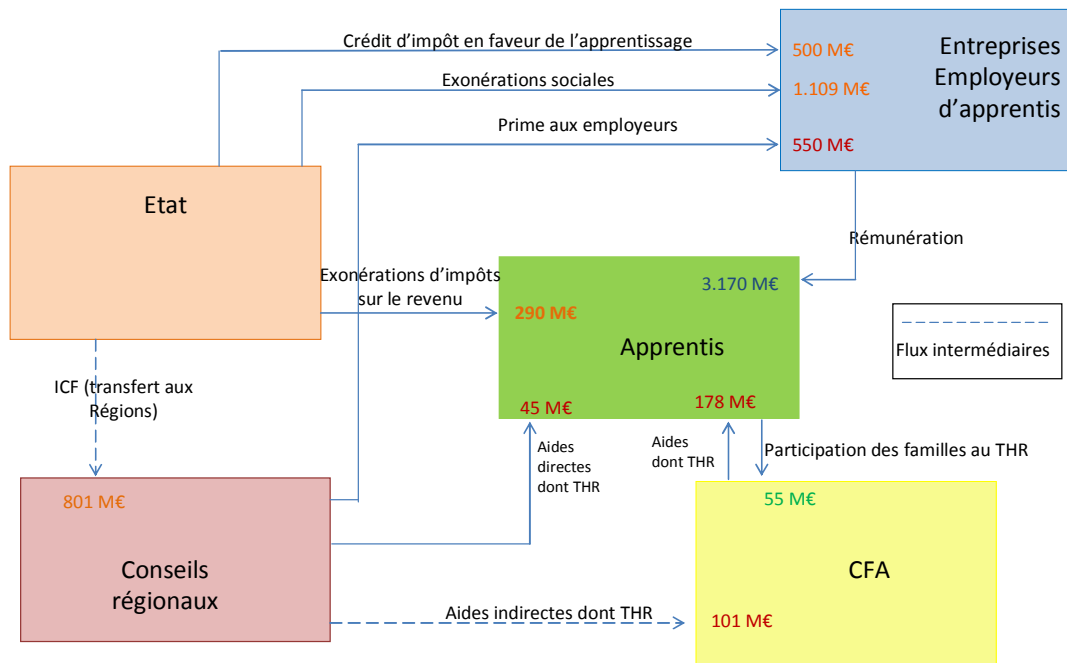 Crédit d’impôt en faveur de l’apprentissage
500 M€
Entreprises
Employeurs
d’apprentis
Exonérations sociales
1.109 M€
Prime aux employeurs
550 M€
Etat
Rémunération
Exonérations d’impôts
sur le revenu
3.170 M€
290 M€
Apprentis
Flux intermédiaires
ICF (transfert aux
Régions)
45 M€
178 M€
Aides
directes
dont THR
Aides
dont THR
Participation des familles au THR
801 M€
55 M€
Conseils
régionaux
CFA
Aides indirectes dont THR
101 M€